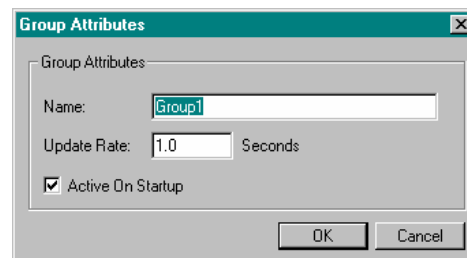 Group Attributes
Group Attributes
Name: Group1
Update Rate: 1.0 Seconds
Active On Startup
OK Cancel